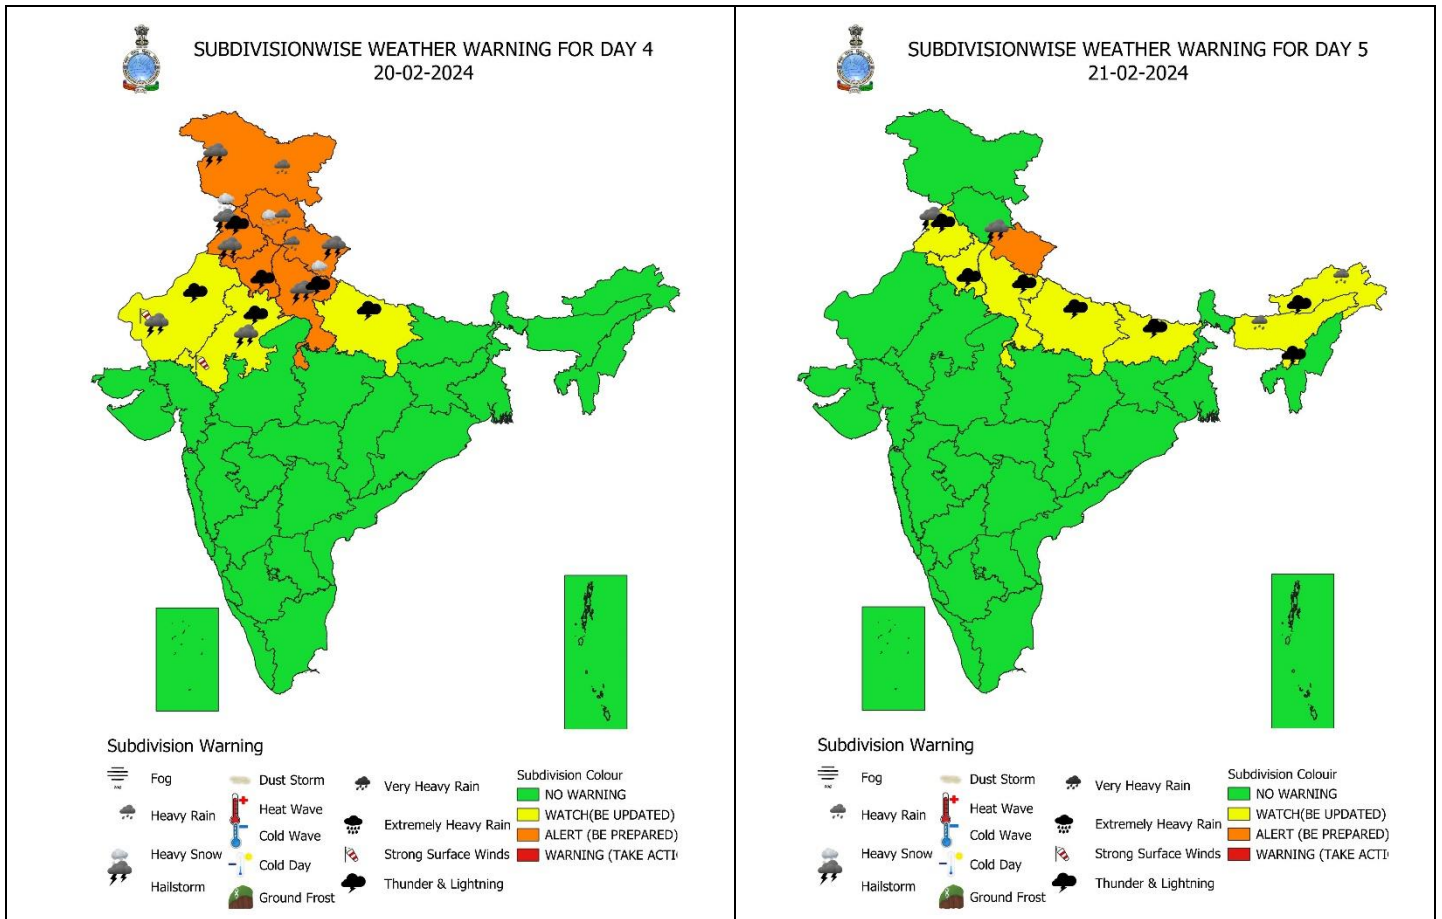 SUBDIVISIONWISE WEATHER WARNING FOR DAY 4
20-02-2024
Subdivision Warning
Fog
Heavy Rain
Heavy Snow
Hailstorm
Dust Storm
Heat Wave
Cold Wave
Cold Day
Ground Frost
Very Heavy Rain
Extremely Heavy Rain
Strong Surface Winds
Thunder & Lightning
Subdivision Colour
NO WARNING
WATCH(BE UPDATED)
ALERT (BE PREPARED)
WARNING (TAKE ACTI
SUBDIVISIONWISE WEATHER WARNING FOR DAY 5
21-02-2024
Subdivision Warning
Fog
Heavy Rain
Heavy Snow
Hailstorm
Dust Storm
Heat Wave
Cold Wave
Cold Day
Ground Frost
Very Heavy Rain
Extremely Heavy Rain
Strong Surface Winds
Thunder & Lightning
Subdivision Colouir
NO WARNING
WATCH(BE UPDATED)
ALERT (BE PREPARED)
WARNING (TAKE ACTI